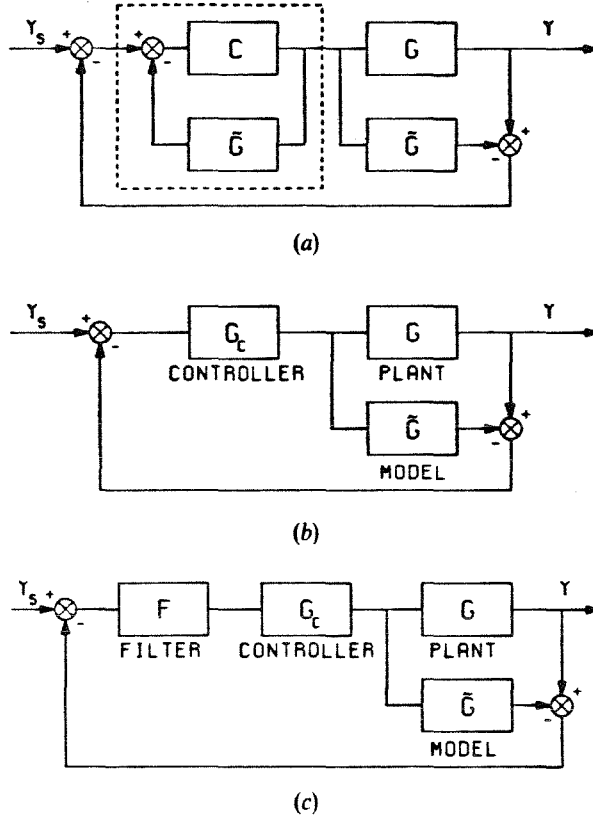 Y_s + - + - C G Y
G̃ G̃ - +
(a)
Y_s + - G_c G Y
CONTROLLER PLANT
G̃ - +
MODEL
(b)
Y_s + - F G_c G Y
FILTER CONTROLLER PLANT
G̃ - +
MODEL
(c)